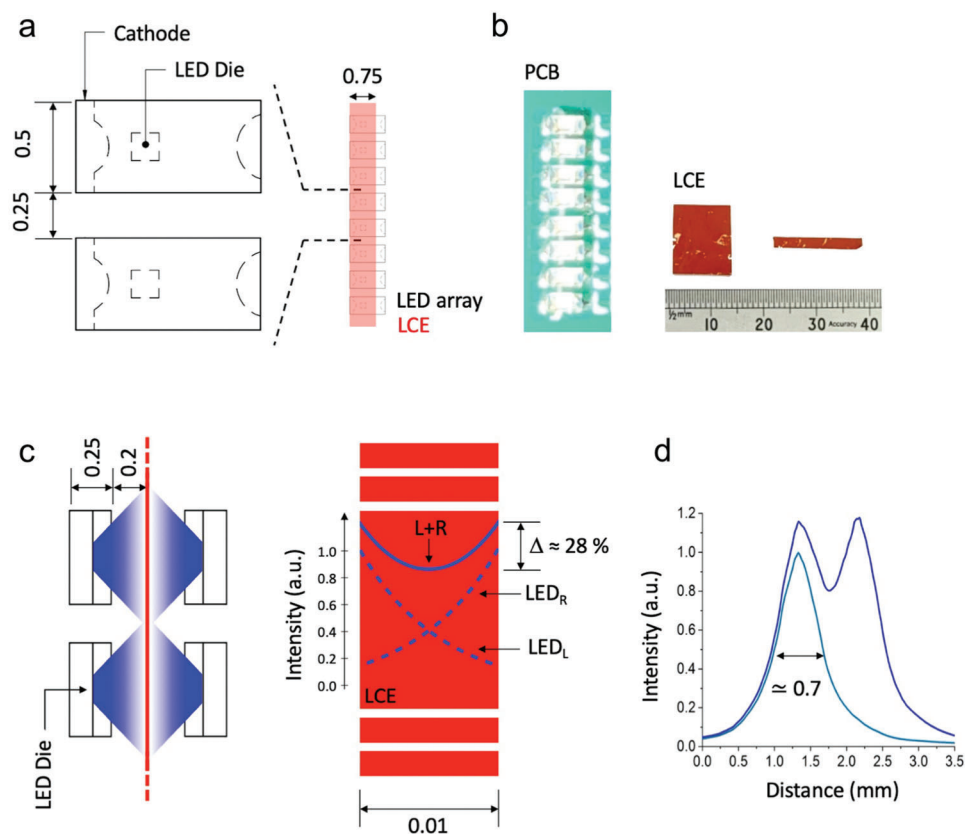 a
Cathode
LED Die
0.5
0.25
0.75
LED array
LCE
b
PCB
LCE
½mm
10
20
30
Accuracy
40
c
0.25
0.2
LED Die
Intensity (a.u.)
1.0
0.8
0.6
0.4
0.2
0.0
L+R
Δ ≈ 28 %
LEDR
LEDL
LCE
0.01
d
Intensity (a.u.)
1.2
1.0
0.8
0.6
0.4
0.2
0.0
≃ 0.7
0.0 0.5 1.0 1.5 2.0 2.5 3.0 3.5
Distance (mm)